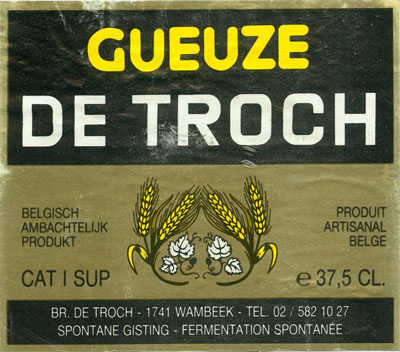 GUEUZE
DE TROCH
BELGISCH
AMBACHTELIJK
PRODUKT
PRODUIT
ARTISANAL
BELGE
CAT I SUP
℮ 37,5 CL.
BR. DE TROCH - 1741 WAMBEEK - TEL. 02 / 582 10 27
SPONTANE GISTING - FERMENTATION SPONTANÉE